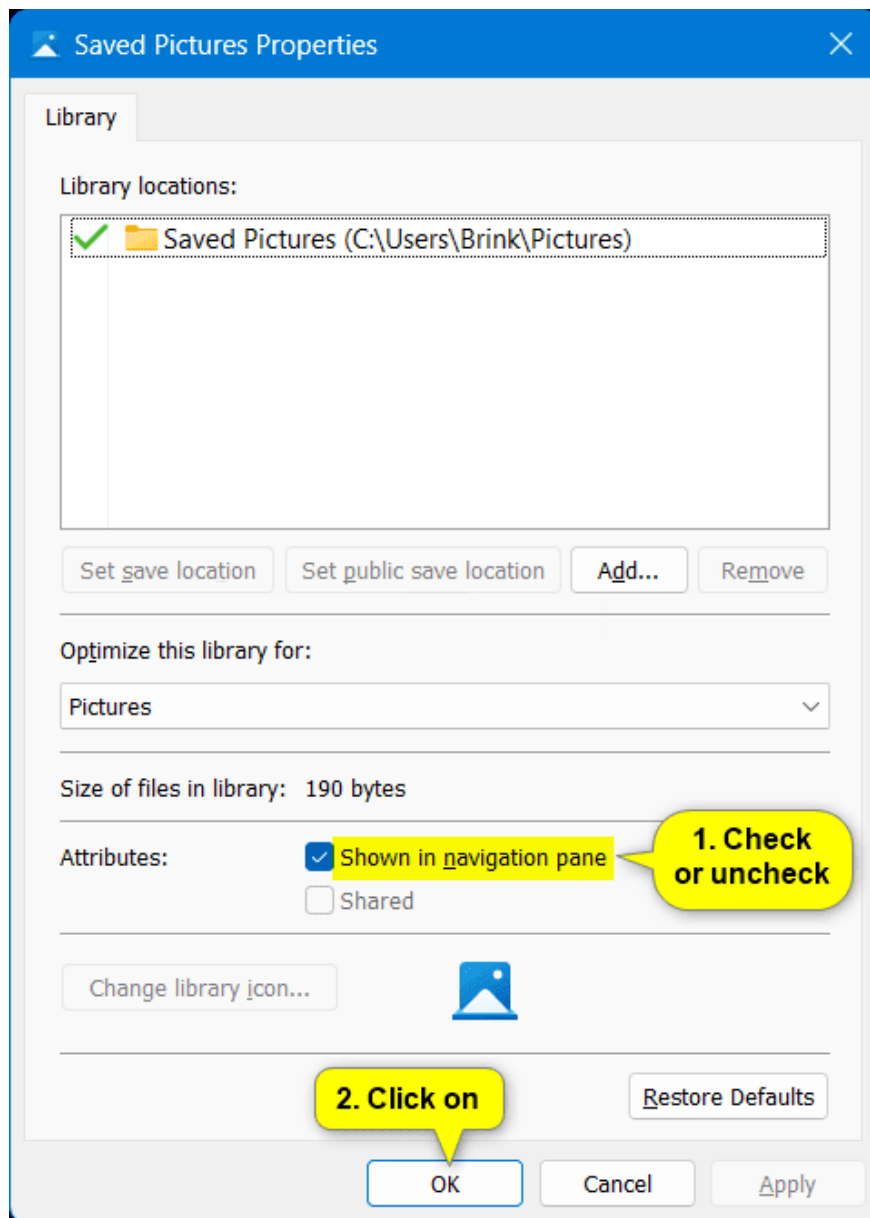 Saved Pictures Properties
Library
Library locations:
Saved Pictures (C:\Users\Brink\Pictures)
Set save location
Set public save location
Add...
Remove
Optimize this library for:
Pictures
Size of files in library: 190 bytes
Attributes:
Shown in navigation pane
1. Check
or uncheck
Shared
Change library icon...
2. Click on
Restore Defaults
OK
Cancel
Apply